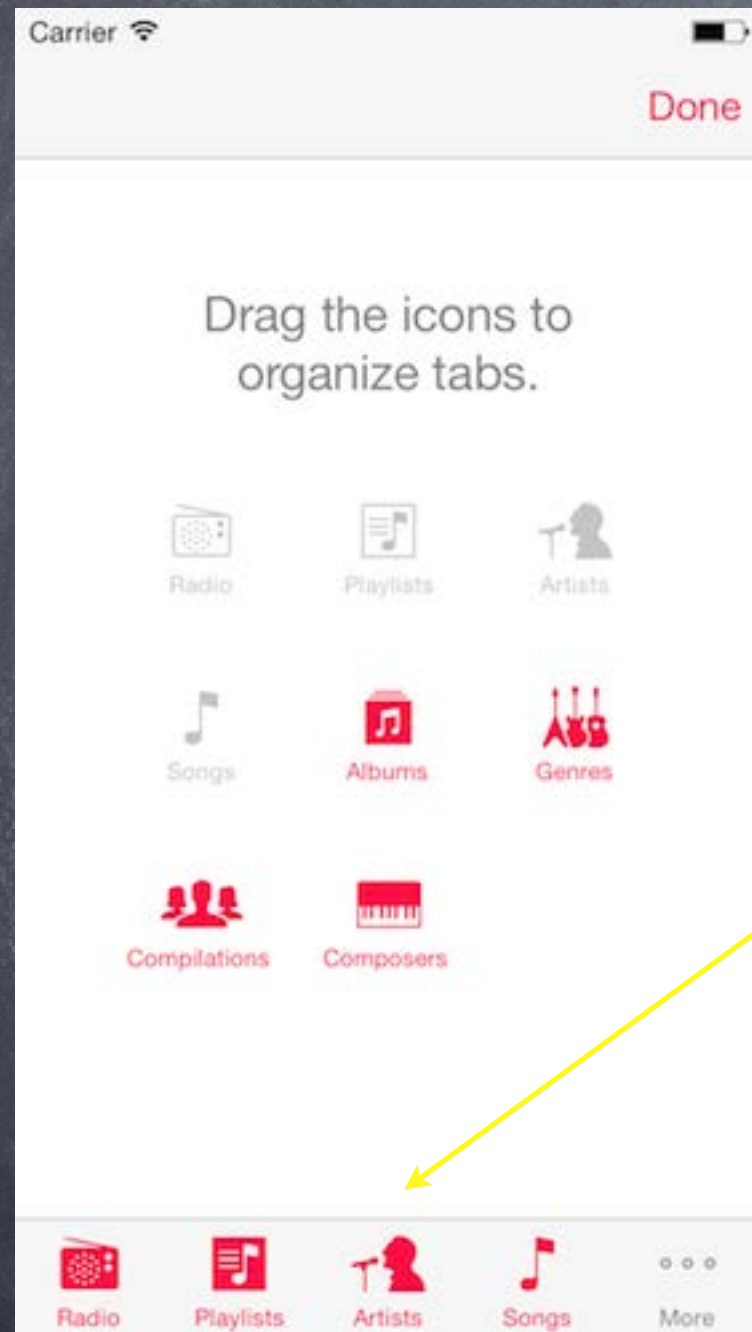 Carrier
Done
Drag the icons to
organize tabs.
Radio Playlists Artists
Songs Albums Genres
Compilations Composers
Radio Playlists Artists Songs More